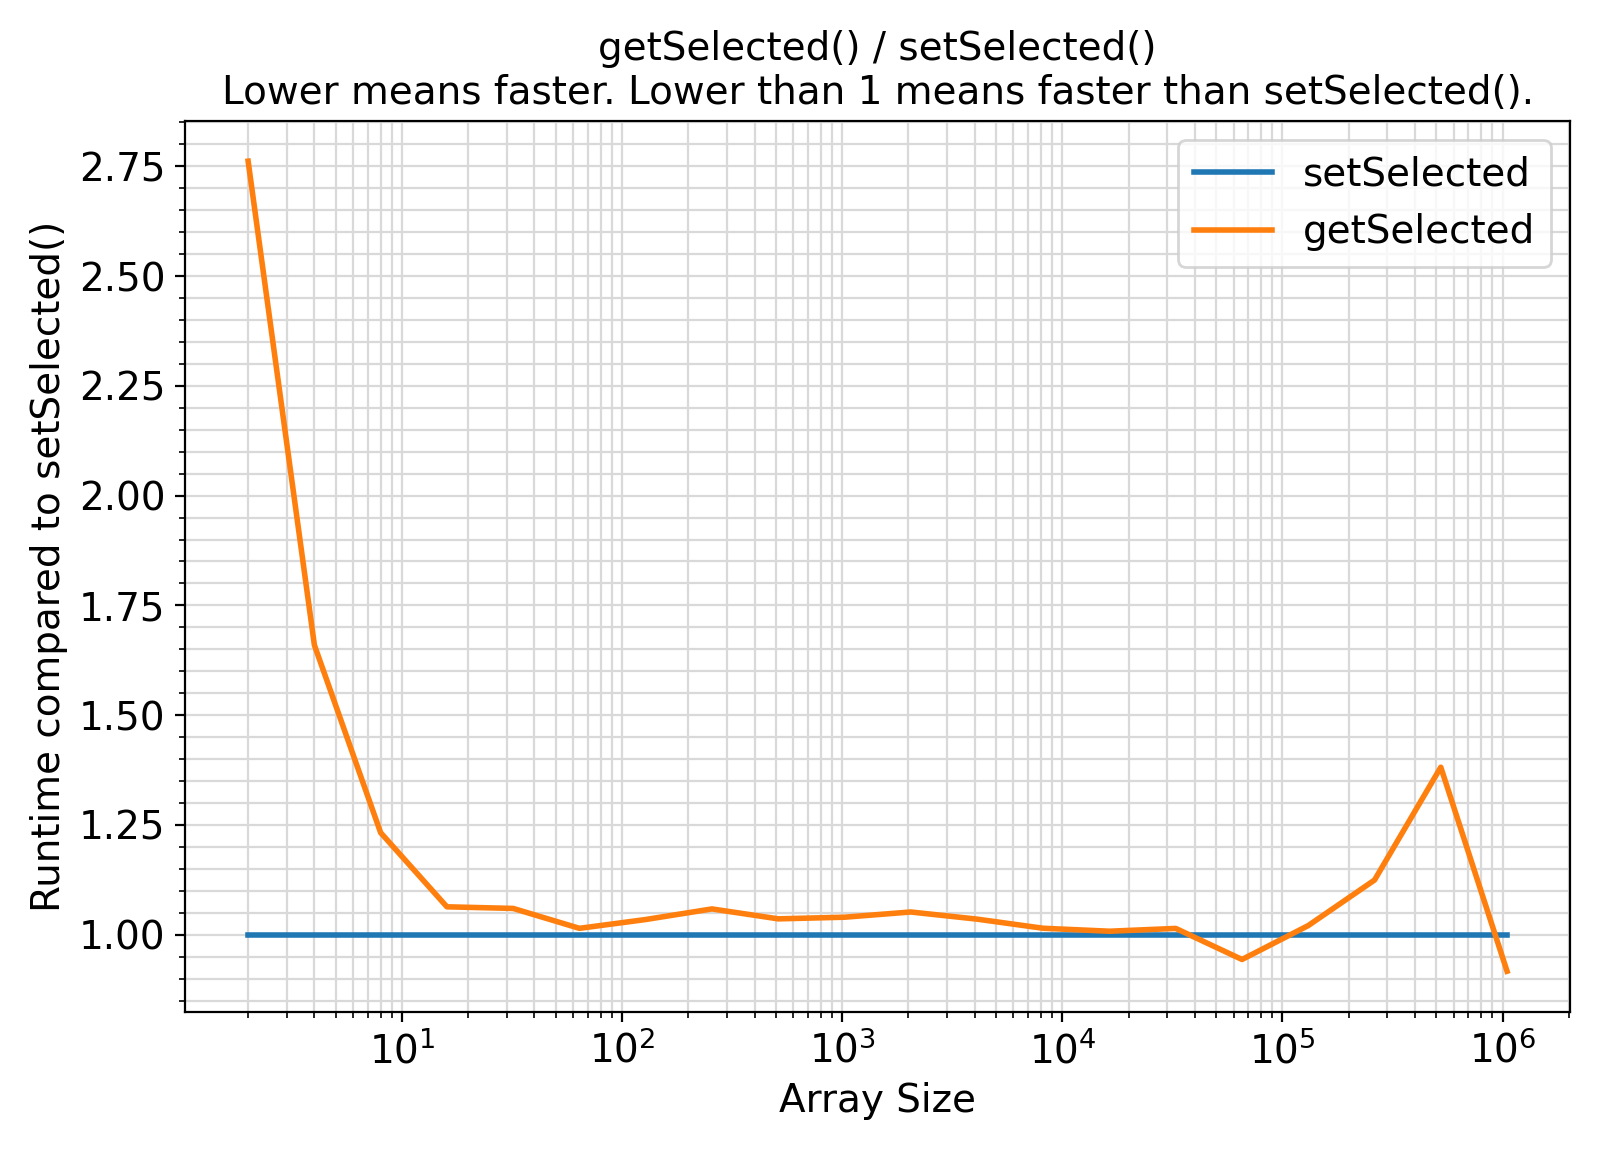 getSelected() / setSelected()
Lower means faster. Lower than 1 means faster than setSelected().
setSelected
getSelected
Runtime compared to setSelected()
2.75
2.50
2.25
2.00
1.75
1.50
1.25
1.00
10¹ 10² 10³ 10⁴ 10⁵ 10⁶
Array Size